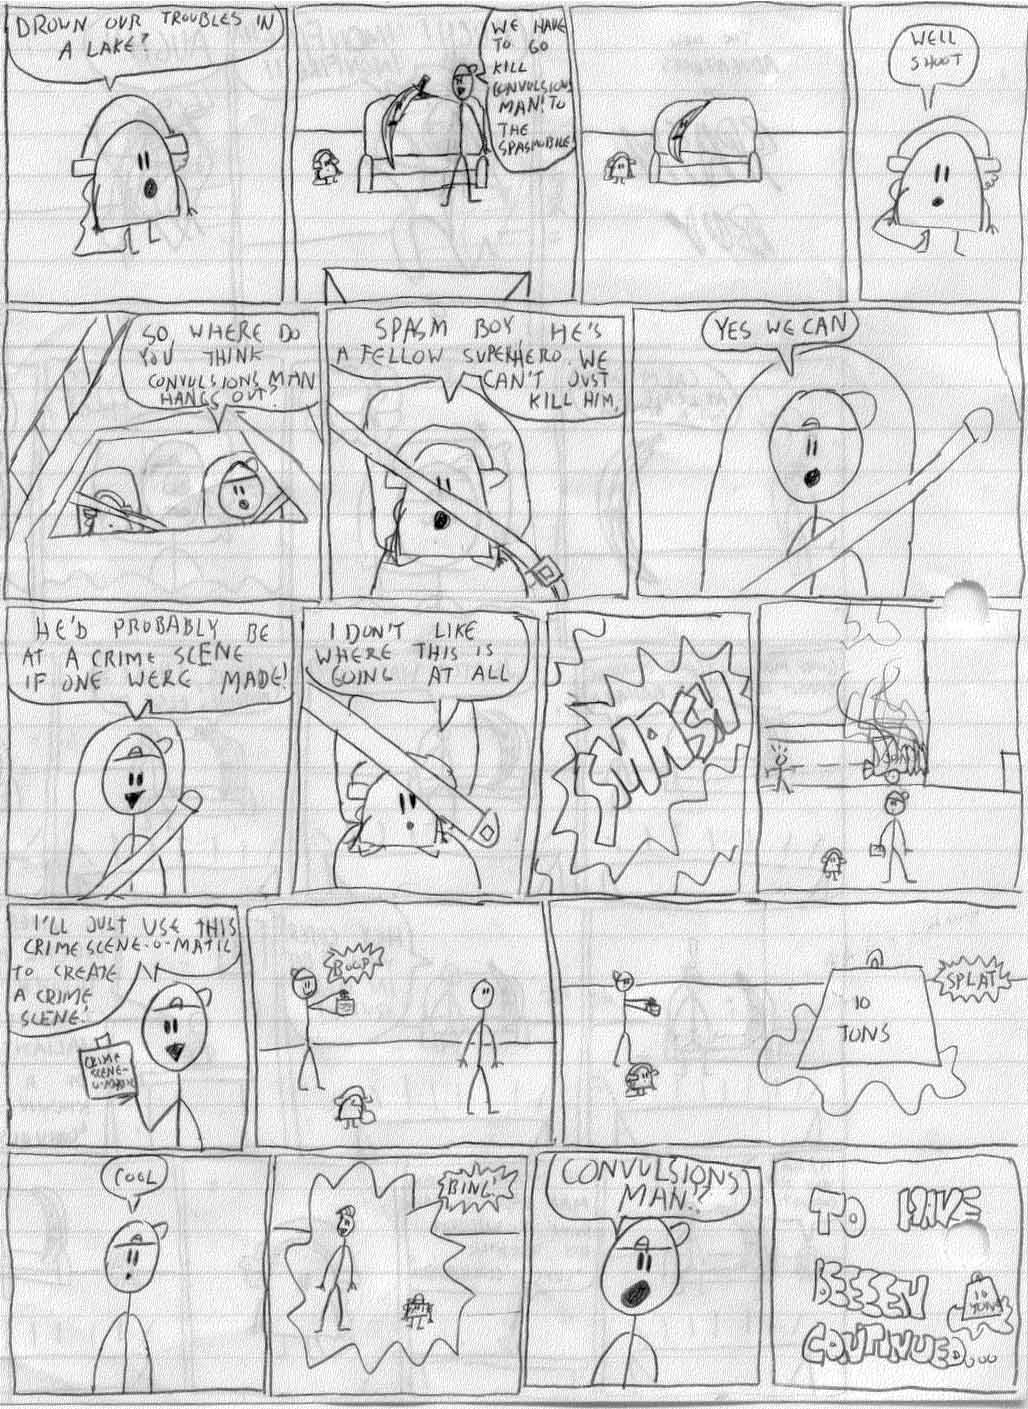 DROWN OUR TROUBLES IN
A LAKE?
WE HAVE
TO GO
KILL
CONVULSIONS
MAN! TO
THE
SPASMOBILE!
WELL
SHOOT
SO, WHERE DO
YOU THINK
CONVULSIONS MAN
HANGS OUT?
SPASM BOY, HE'S
A FELLOW SUPERHERO. WE
CAN'T JUST
KILL HIM.
YES WE CAN
HE'D PROBABLY BE
AT A CRIME SCENE
IF ONE WERE MADE!
I DON'T LIKE
WHERE THIS IS
GOING AT ALL
SMASH
I'LL JUST USE THIS
CRIME SCENE-O-MATIC
TO CREATE
A CRIME
SCENE!
CRIME
SCENE-
O-MATIC
BOOP
10
TONS
SPLAT
COOL
BING!
CONVULSIONS
MAN!?
TO HAVE
BEEEEN
10
TONS
CONTINUED...